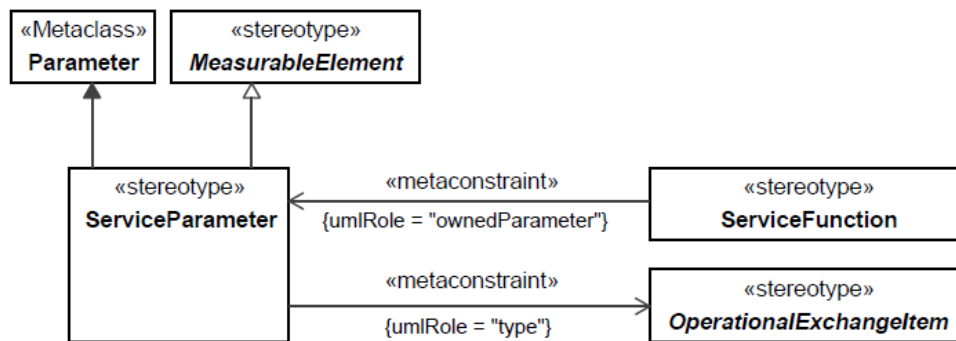 «Metaclass»
Parameter
«stereotype»
MeasurableElement
«stereotype»
ServiceParameter
«metaconstraint»
{umlRole = "ownedParameter"}
«stereotype»
ServiceFunction
«metaconstraint»
{umlRole = "type"}
«stereotype»
OperationalExchangeItem